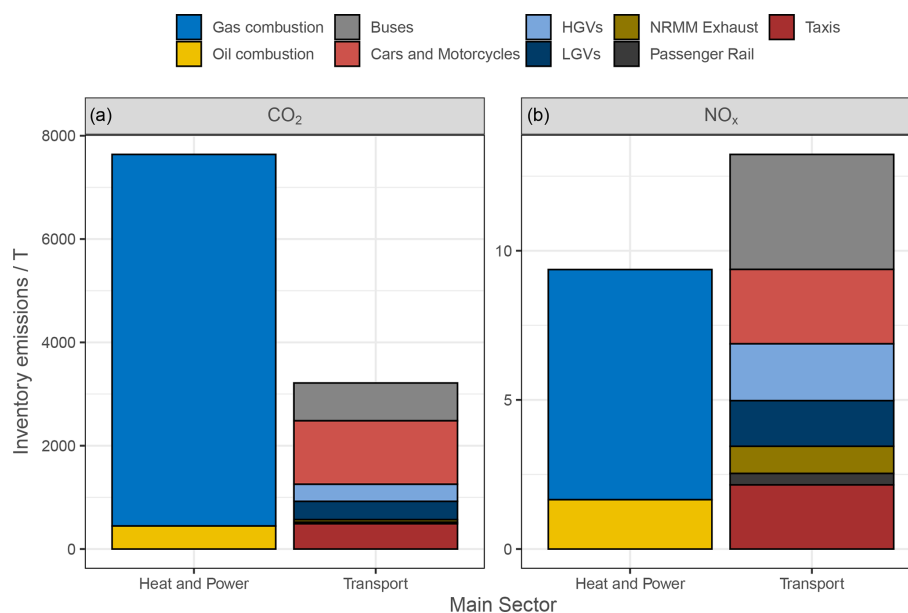 Gas combustion Buses HGVs NRMM Exhaust Taxis
Oil combustion Cars and Motorcycles LGVs Passenger Rail
(a) CO₂ (b) NOₓ
Inventory emissions / T
8000
6000
4000
2000
0
10
5
0
Heat and Power Transport Heat and Power Transport
Main Sector